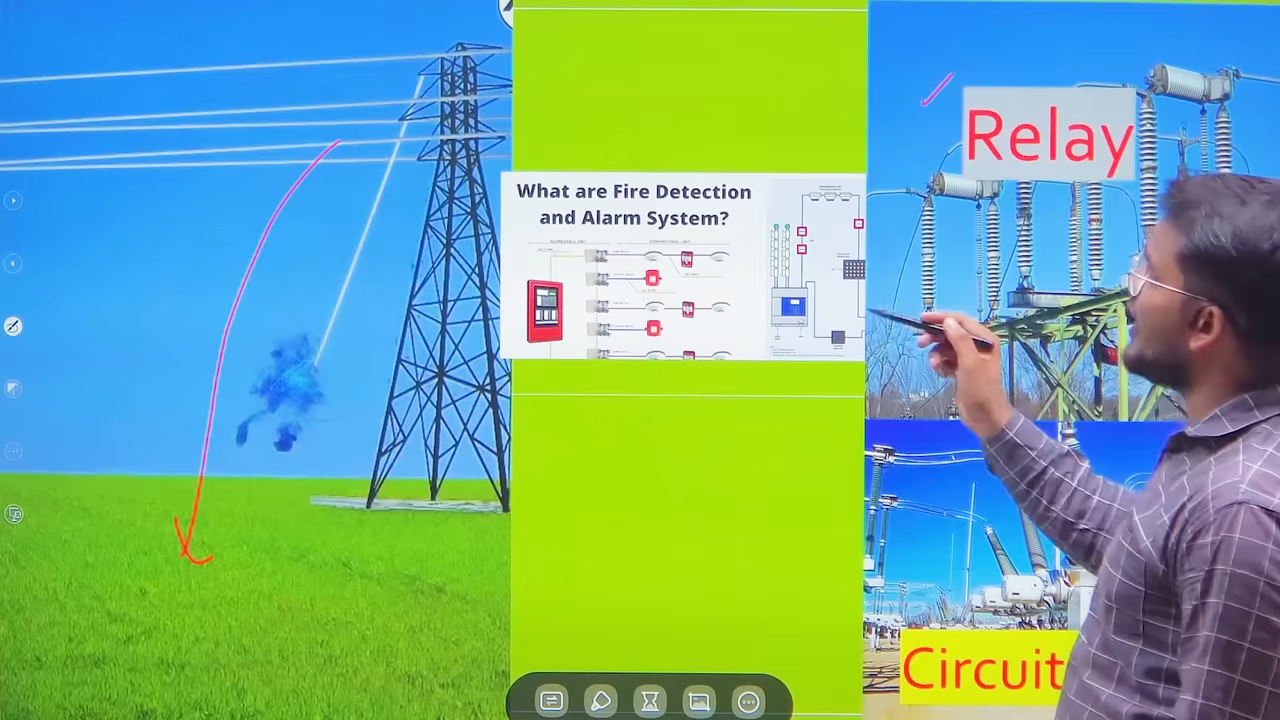 What are Fire Detection
and Alarm System?
Relay
Circuit